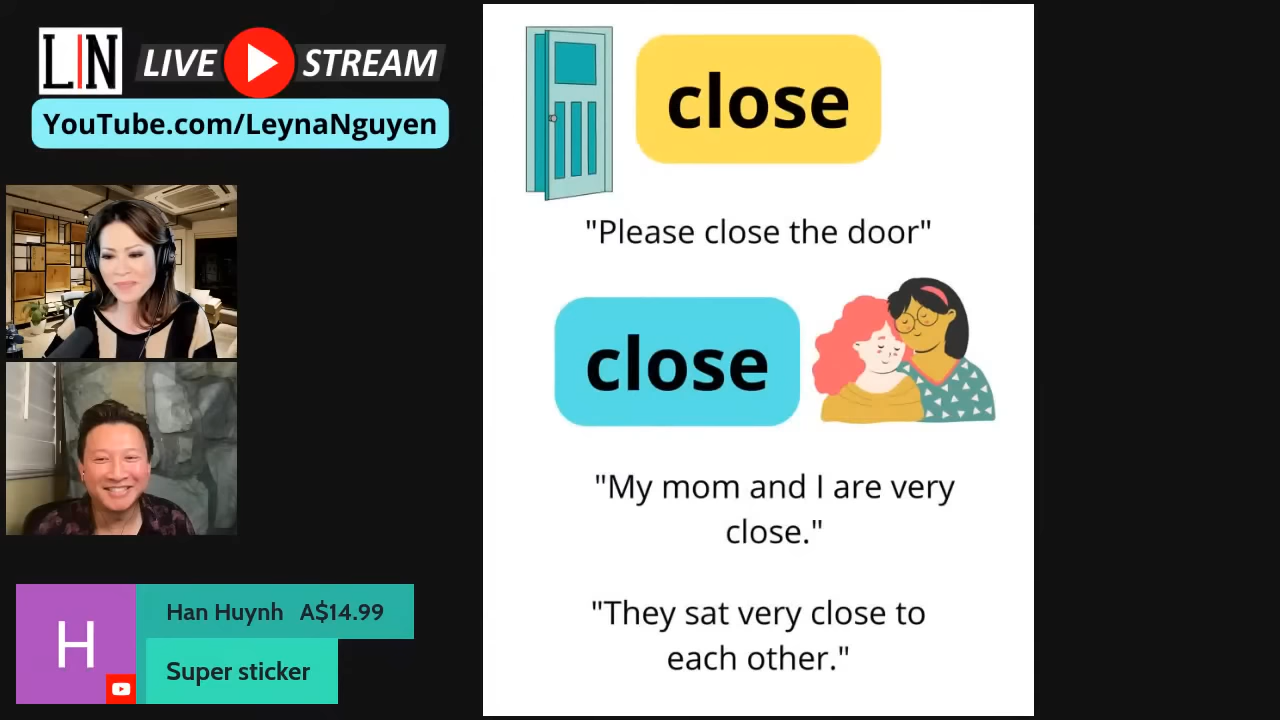 LN LIVE STREAM
YouTube.com/LeynaNguyen
close
"Please close the door"
close
"My mom and I are very
close."
"They sat very close to
each other."
H
Han Huynh A$14.99
Super sticker